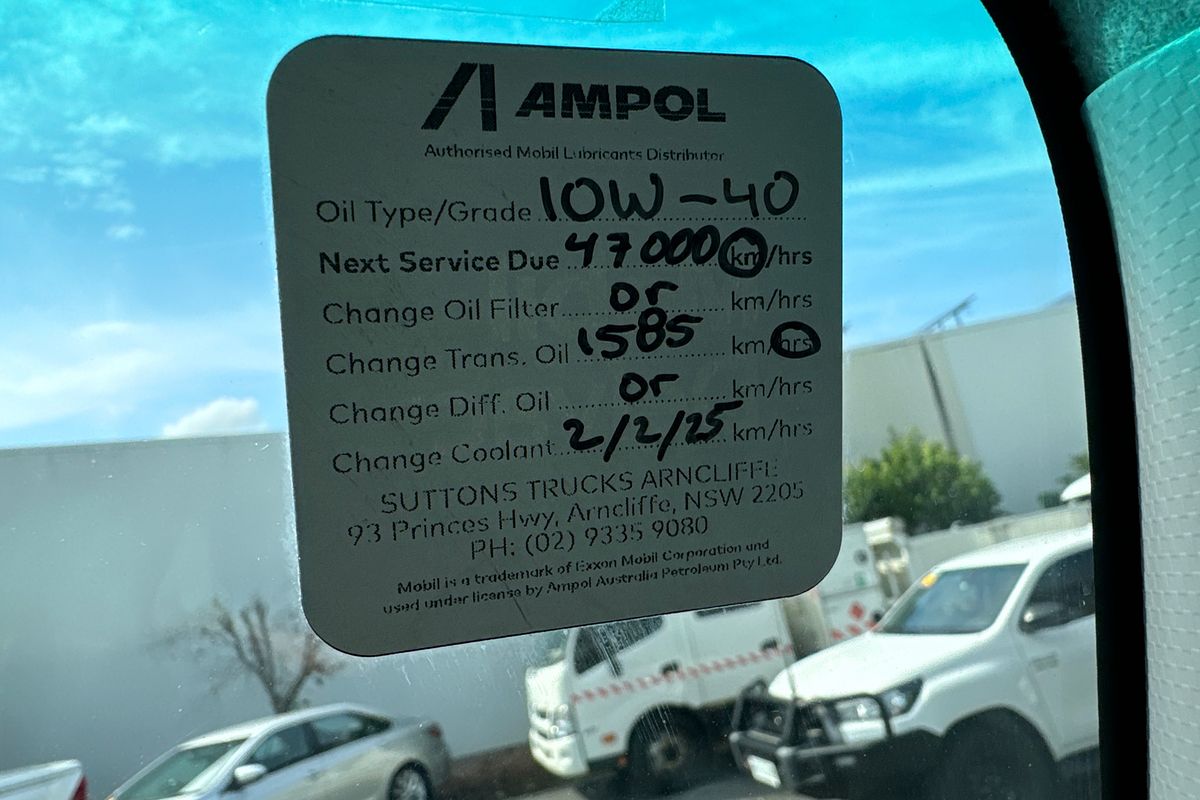 AMPOL
Authorised Mobil Lubricants Distributor
Oil Type/Grade 10W-40
Next Service Due 47000 km/hrs
Change Oil Filter or km/hrs
Change Trans. Oil 1585 km/hrs
Change Diff. Oil or km/hrs
Change Coolant 2/2/25 km/hrs
SUTTONS TRUCKS ARNCLIFFE
93 Princes Hwy, Arncliffe, NSW 2205
PH: (02) 9335 9080
Mobil is a trademark of Exxon Mobil Corporation und
used under license by Ampol Australia Petroleum Pty Ltd.